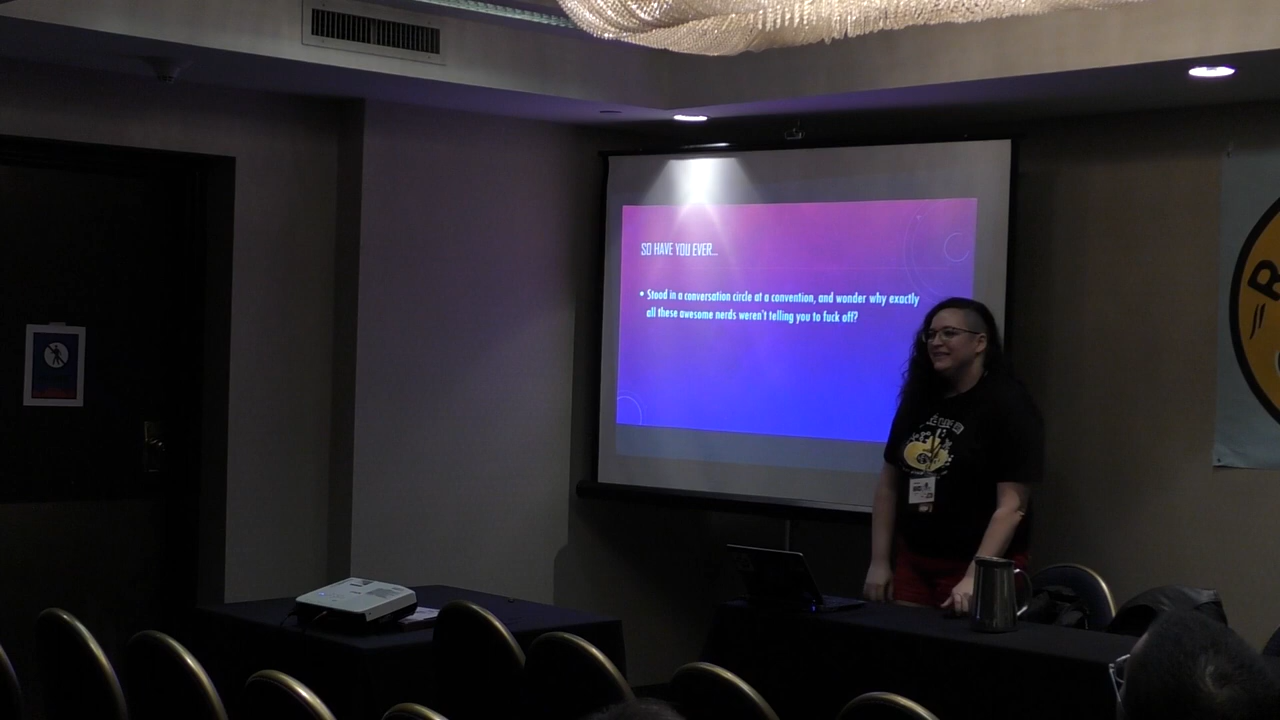 SO HAVE YOU EVER...
• Stood in a conversation circle at a convention, and wonder why exactly
all these awesome nerds weren't telling you to fuck off?
B